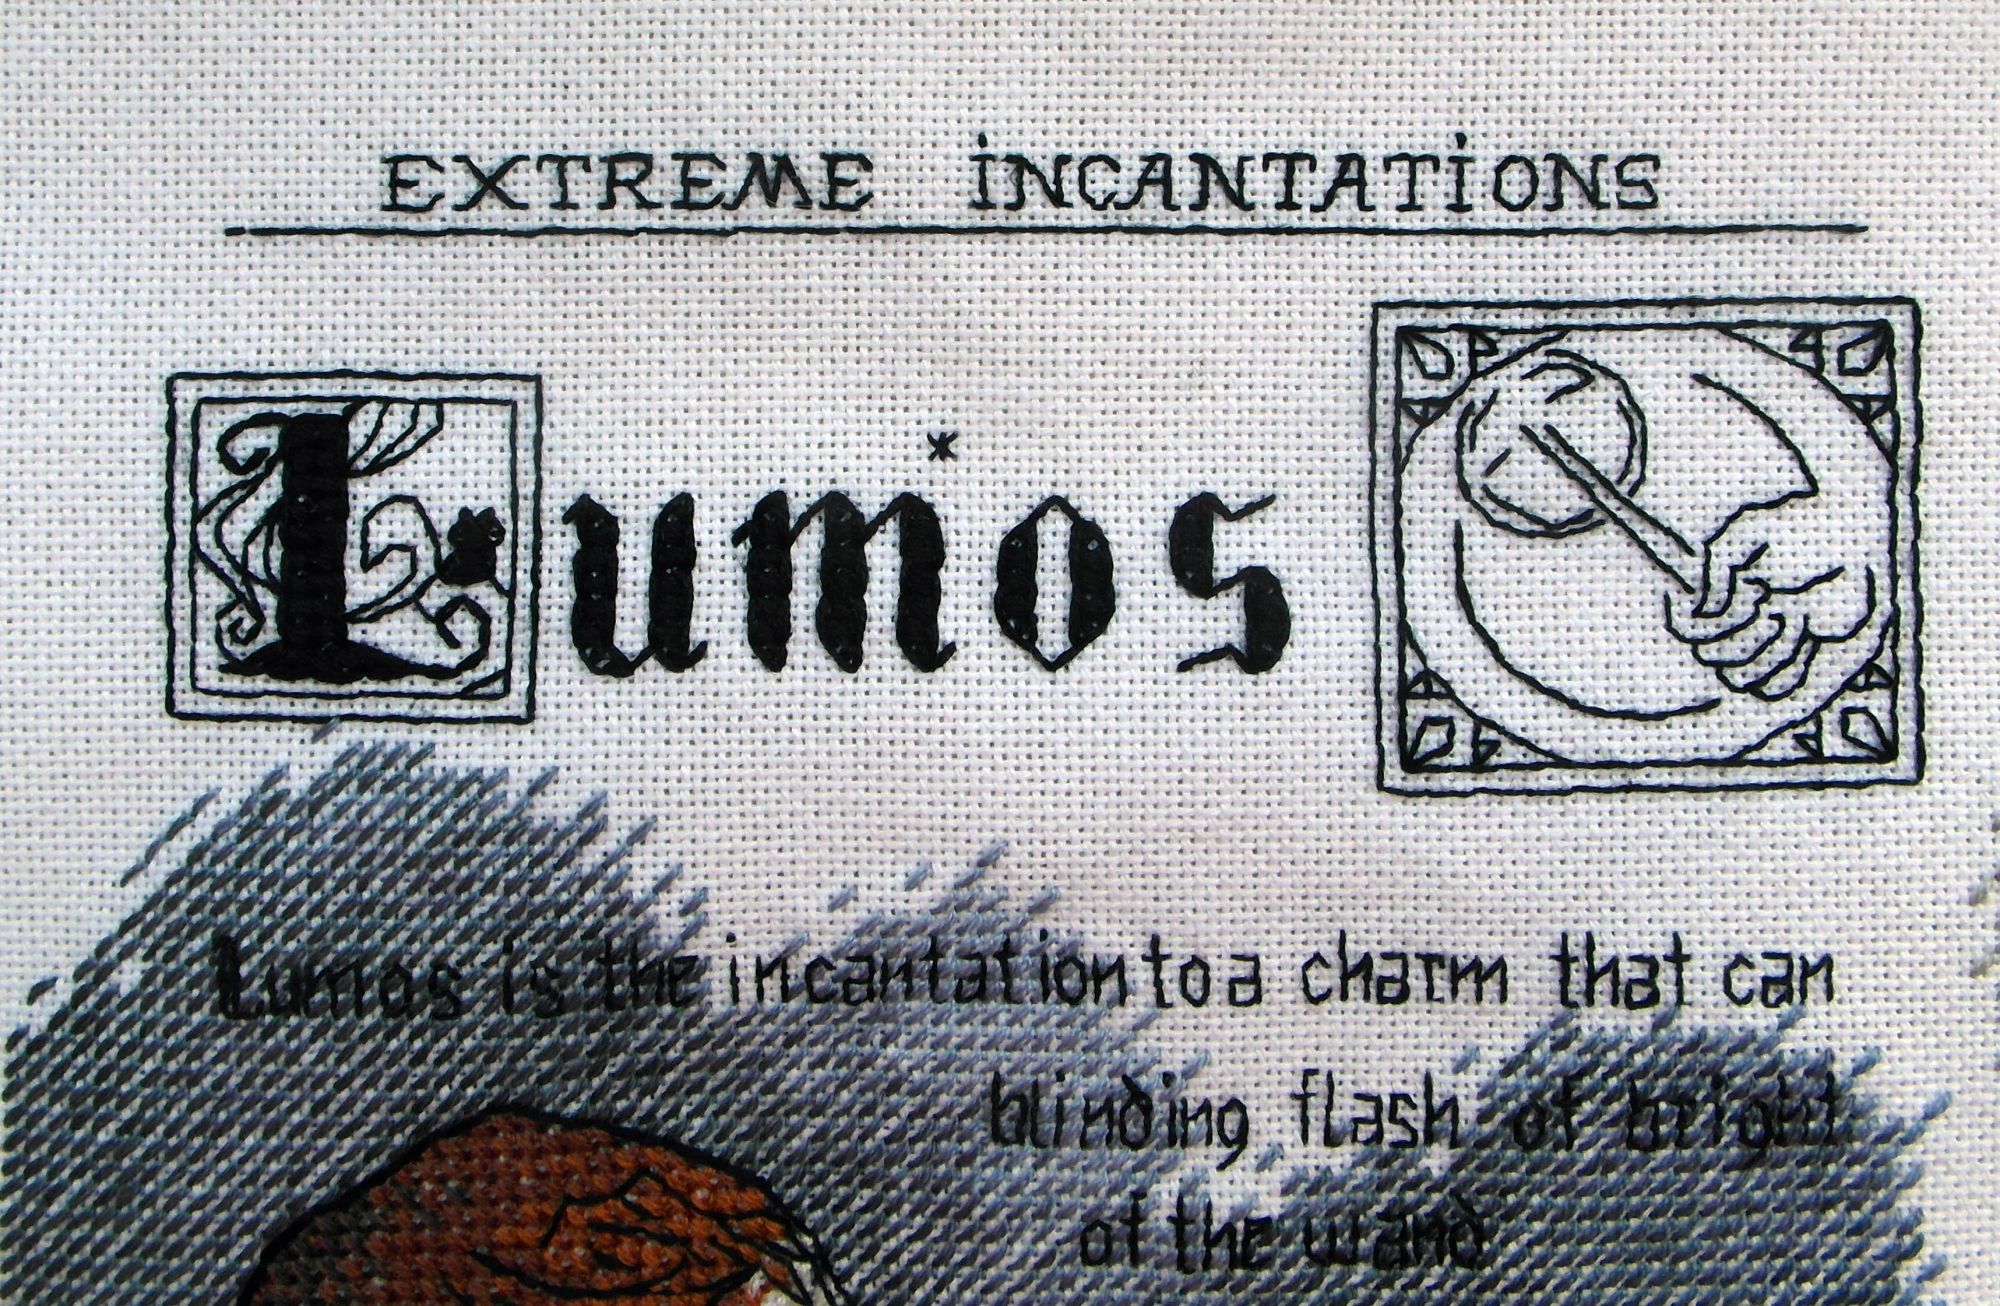 EXTREME INCANTATIONS
Lumos
Lumos is the incantation to a charm that can
blinding flash of bright
of the wand